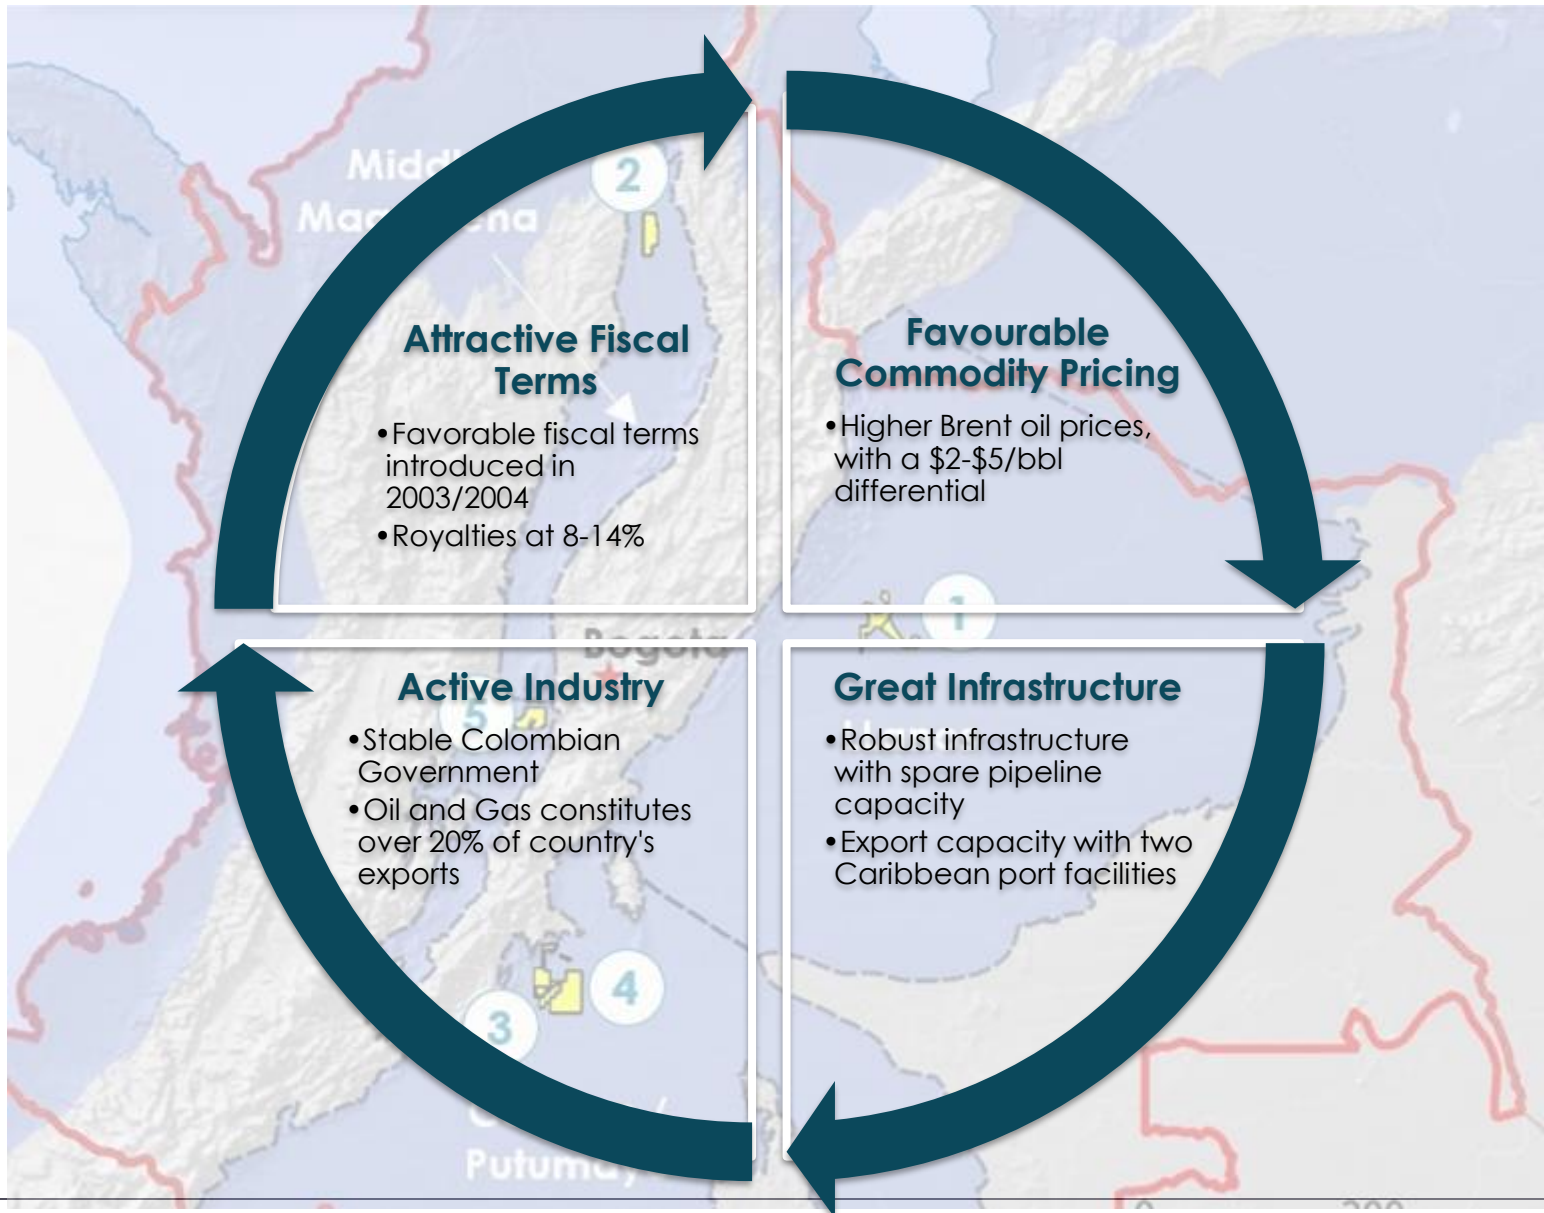 2
Attractive Fiscal
Terms
•Favorable fiscal terms
introduced in
2003/2004
•Royalties at 8-14%
Favourable
Commodity Pricing
•Higher Brent oil prices,
with a $2-$5/bbl
differential
1
Bogota
Active Industry
5
•Stable Colombian
Government
•Oil and Gas constitutes
over 20% of country's
exports
Great Infrastructure
•Robust infrastructure
with spare pipeline
capacity
•Export capacity with two
Caribbean port facilities
4
3